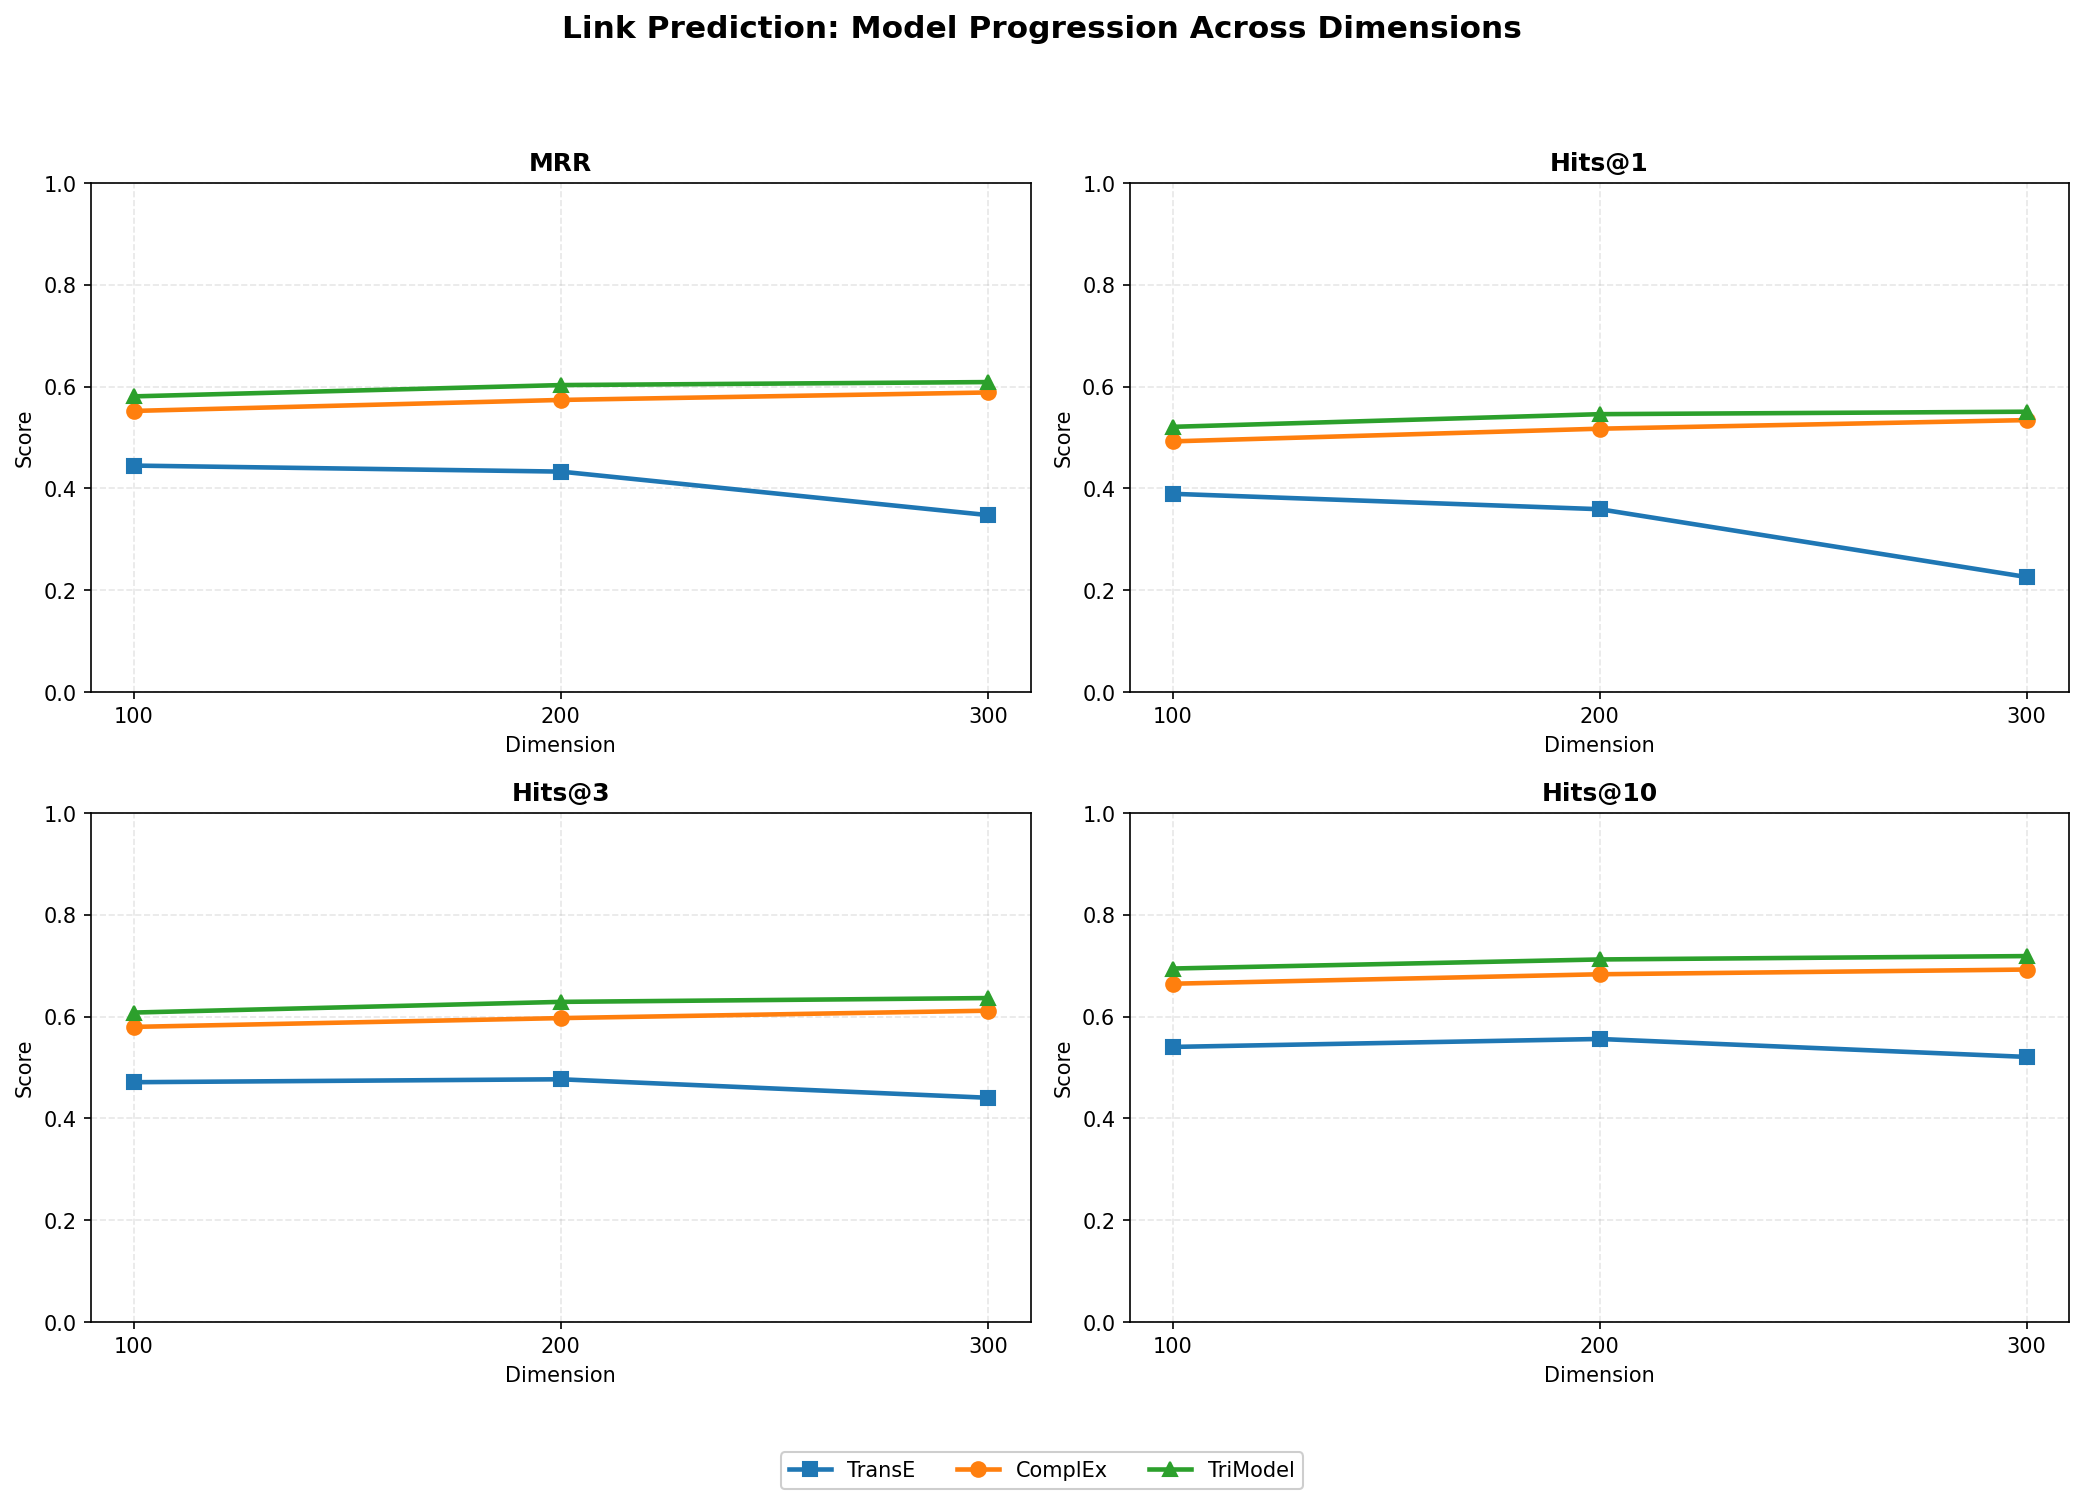 Link Prediction: Model Progression Across Dimensions
MRR
1.0
0.8
0.6
0.4
0.2
0.0
Score
100 200 300
Dimension
Hits@1
1.0
0.8
0.6
0.4
0.2
0.0
Score
100 200 300
Dimension
Hits@3
1.0
0.8
0.6
0.4
0.2
0.0
Score
100 200 300
Dimension
Hits@10
1.0
0.8
0.6
0.4
0.2
0.0
Score
100 200 300
Dimension
TransE ComplEx TriModel